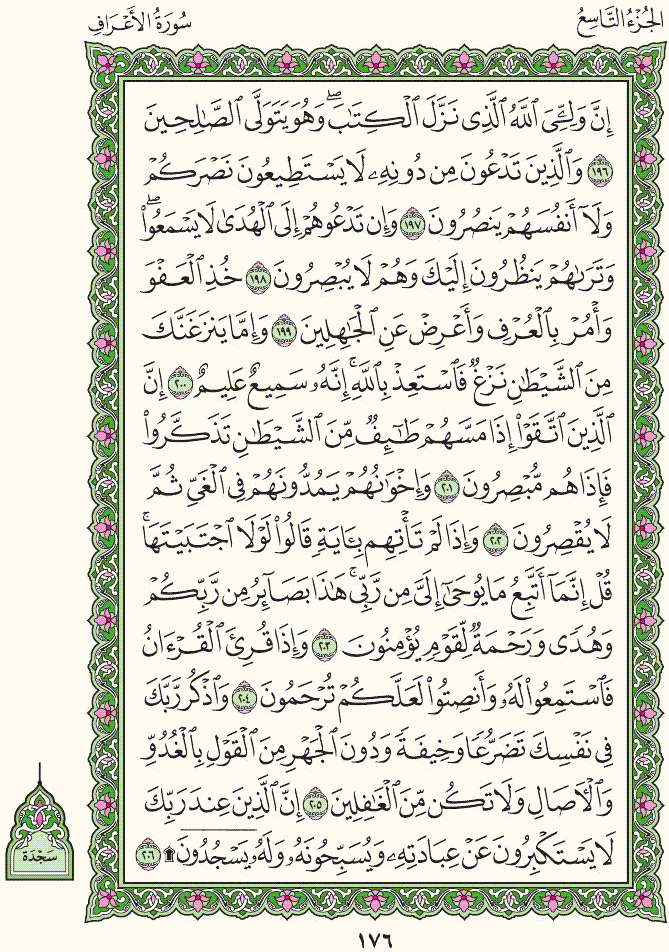 الجُزْءُ التَّاسِعُ
سُورَةُ الأَعْرَافِ
إِنَّ وَلِـِّۧىَ ٱللَّهُ ٱلَّذِى نَزَّلَ ٱلْكِتَـٰبَ ۖ وَهُوَ يَتَوَلَّى ٱلصَّـٰلِحِينَ
١٩٦ وَٱلَّذِينَ تَدْعُونَ مِن دُونِهِۦ لَا يَسْتَطِيعُونَ نَصْرَكُمْ
وَلَآ أَنفُسَهُمْ يَنصُرُونَ ١٩٧ وَإِن تَدْعُوهُمْ إِلَى ٱلْهُدَىٰ لَا يَسْمَعُوا۟ ۖ
وَتَرَىٰهُمْ يَنظُرُونَ إِلَيْكَ وَهُمْ لَا يُبْصِرُونَ ١٩٨ خُذِ ٱلْعَفْوَ
وَأْمُرْ بِٱلْعُرْفِ وَأَعْرِضْ عَنِ ٱلْجَـٰهِلِينَ ١٩٩ وَإِمَّا يَنزَغَنَّكَ
مِنَ ٱلشَّيْطَـٰنِ نَزْغٌ فَٱسْتَعِذْ بِٱللَّهِ ۚ إِنَّهُۥ سَمِيعٌ عَلِيمٌ ٢٠٠ إِنَّ
ٱلَّذِينَ ٱتَّقَوْا۟ إِذَا مَسَّهُمْ طَـٰٓئِفٌ مِّنَ ٱلشَّيْطَـٰنِ تَذَكَّرُوا۟
فَإِذَا هُم مُّبْصِرُونَ ٢٠١ وَإِخْوَٰنُهُمْ يَمُدُّونَهُمْ فِى ٱلْغَىِّ ثُمَّ
لَا يُقْصِرُونَ ٢٠٢ وَإِذَا لَمْ تَأْتِهِم بِـَٔايَةٍ قَالُوا۟ لَوْلَا ٱجْتَبَيْتَهَا ۚ
قُلْ إِنَّمَآ أَتَّبِعُ مَا يُوحَىٰٓ إِلَىَّ مِن رَّبِّى ۚ هَـٰذَا بَصَآئِرُ مِن رَّبِّكُمْ
وَهُدًى وَرَحْمَةٌ لِّقَوْمٍ يُؤْمِنُونَ ٢٠٣ وَإِذَا قُرِئَ ٱلْقُرْءَانُ
فَٱسْتَمِعُوا۟ لَهُۥ وَأَنصِتُوا۟ لَعَلَّكُمْ تُرْحَمُونَ ٢٠٤ وَٱذْكُر رَّبَّكَ
فِى نَفْسِكَ تَضَرُّعًا وَخِيفَةً وَدُونَ ٱلْجَهْرِ مِنَ ٱلْقَوْلِ بِٱلْغُدُوِّ
وَٱلْـَٔاصَالِ وَلَا تَكُن مِّنَ ٱلْغَـٰفِلِينَ ٢٠٥ إِنَّ ٱلَّذِينَ عِندَ رَبِّكَ
لَا يَسْتَكْبِرُونَ عَنْ عِبَادَتِهِۦ وَيُسَبِّحُونَهُۥ وَلَهُۥ يَسْجُدُونَ ۩ ٢٠٦
سَجْدَة
١٧٦